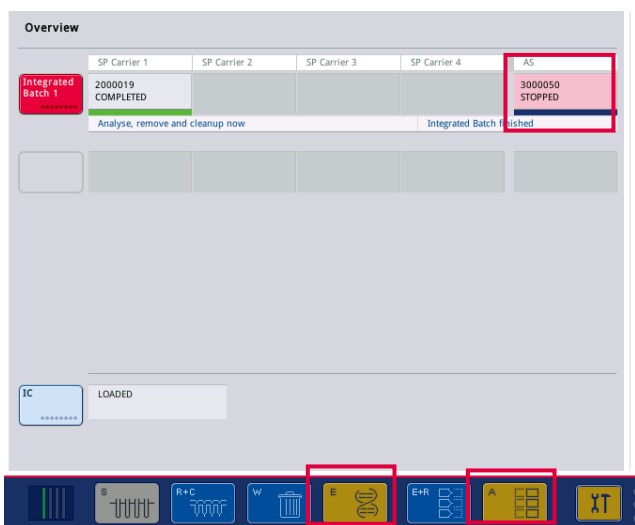 Overview
SP Carrier 1 SP Carrier 2 SP Carrier 3 SP Carrier 4 AS
Integrated
Batch 1
2000019
COMPLETED
3000050
STOPPED
Analyse, remove and cleanup now Integrated Batch finished
IC
LOADED
S R+C W E E+R A